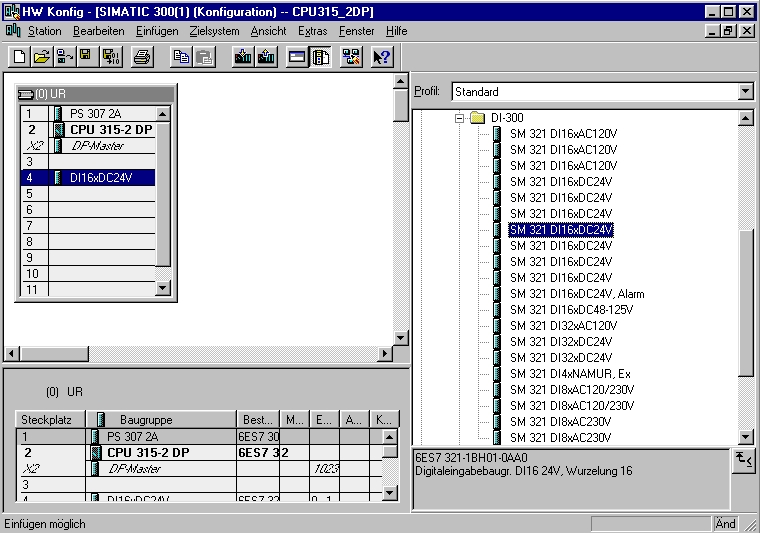 HW Konfig - [SIMATIC 300(1) (Konfiguration) -- CPU315_2DP]
Station Bearbeiten Einfügen Zielsystem Ansicht Extras Fenster Hilfe
(0) UR
1 PS 307 2A
2 CPU 315-2 DP
X2 DP-Master
3
4 DI16xDC24V
5
6
7
8
9
10
11
Profil: Standard
DI-300
SM 321 DI16xAC120V
SM 321 DI16xAC120V
SM 321 DI16xAC120V
SM 321 DI16xDC24V
SM 321 DI16xDC24V
SM 321 DI16xDC24V
SM 321 DI16xDC24V
SM 321 DI16xDC24V
SM 321 DI16xDC24V
SM 321 DI16xDC24V
SM 321 DI16xDC24V, Alarm
SM 321 DI16xDC48-125V
SM 321 DI32xAC120V
SM 321 DI32xDC24V
SM 321 DI32xDC24V
SM 321 DI4xNAMUR, Ex
SM 321 DI8xAC120/230V
SM 321 DI8xAC120/230V
SM 321 DI8xAC230V
SM 321 DI8xAC230V
(0) UR
Steckplatz Baugruppe Best... M... E... A... K...
1 PS 307 2A 6ES7 30
2 CPU 315-2 DP 6ES7 32
X2 DP-Master 1023
3
4 DI16xDC24V 6ES7 32 0...1
6ES7 321-1BH01-0AA0
Digitaleingabebaugr. DI16 24V, Wurzelung 16
Einfügen möglich Änd